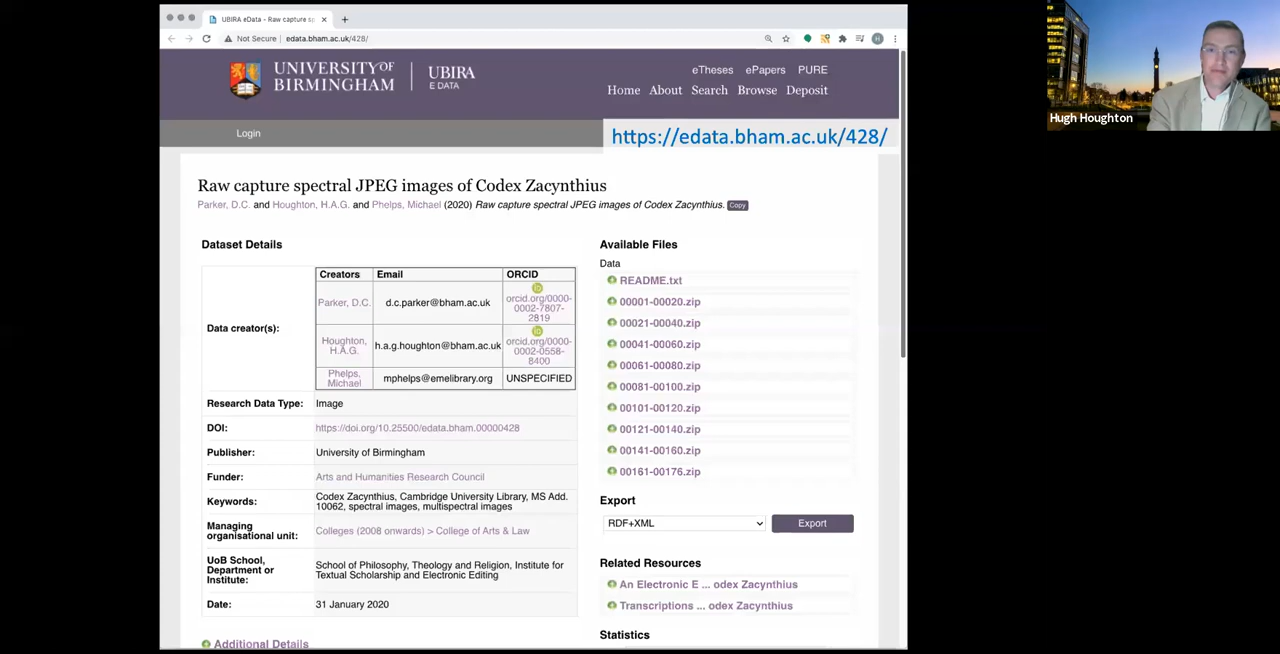 UBIRA eData - Raw capture sp
Not Secure | edata.bham.ac.uk/428/
H
UNIVERSITY OF
BIRMINGHAM
UBIRA
E DATA
eTheses ePapers PURE
Home About Search Browse Deposit
Login
https://edata.bham.ac.uk/428/
Hugh Houghton
Raw capture spectral JPEG images of Codex Zacynthius
Parker, D.C. and Houghton, H.A.G. and Phelps, Michael (2020) Raw capture spectral JPEG images of Codex Zacynthius. Copy
Dataset Details
Data creator(s):
Creators Email ORCID
Parker, D.C. d.c.parker@bham.ac.uk iD
orcid.org/0000-
0002-7807-
2819
Houghton,
H.A.G.
h.a.g.houghton@bham.ac.uk iD
orcid.org/0000-
0002-0558-
8400
Phelps,
Michael
mphelps@emelibrary.org UNSPECIFIED
Research Data Type: Image
DOI: https://doi.org/10.25500/edata.bham.00000428
Publisher: University of Birmingham
Funder: Arts and Humanities Research Council
Keywords: Codex Zacynthius, Cambridge University Library, MS Add.
10062, spectral images, multispectral images
Managing
organisational unit:
Colleges (2008 onwards) > College of Arts & Law
UoB School,
Department or
Institute:
School of Philosophy, Theology and Religion, Institute for
Textual Scholarship and Electronic Editing
Date: 31 January 2020
Additional Details
Available Files
Data
README.txt
00001-00020.zip
00021-00040.zip
00041-00060.zip
00061-00080.zip
00081-00100.zip
00101-00120.zip
00121-00140.zip
00141-00160.zip
00161-00176.zip
Export
RDF+XML Export
Related Resources
An Electronic E ... odex Zacynthius
Transcriptions ... odex Zacynthius
Statistics